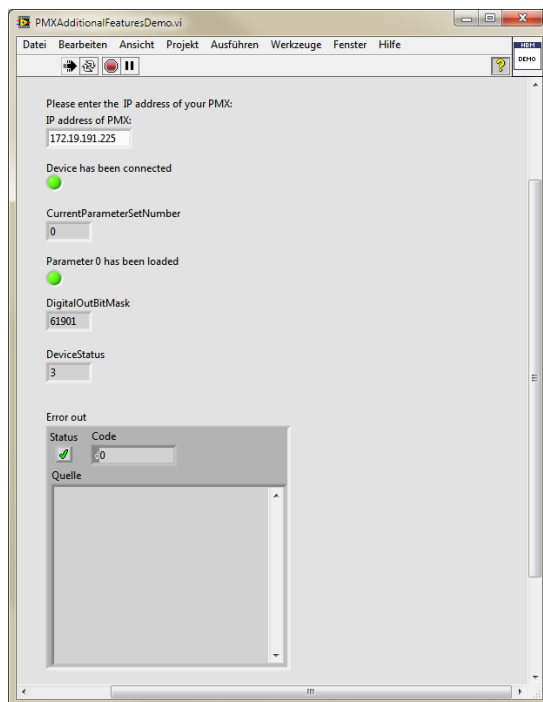 PMXAdditionalFeaturesDemo.vi
Datei Bearbeiten Ansicht Projekt Ausführen Werkzeuge Fenster Hilfe
HBM
DEMO
Please enter the IP address of your PMX:
IP address of PMX:
172.19.191.225
Device has been connected
CurrentParameterSetNumber
0
Parameter 0 has been loaded
DigitalOutBitMask
61901
DeviceStatus
3
Error out
Status Code
d0
Quelle